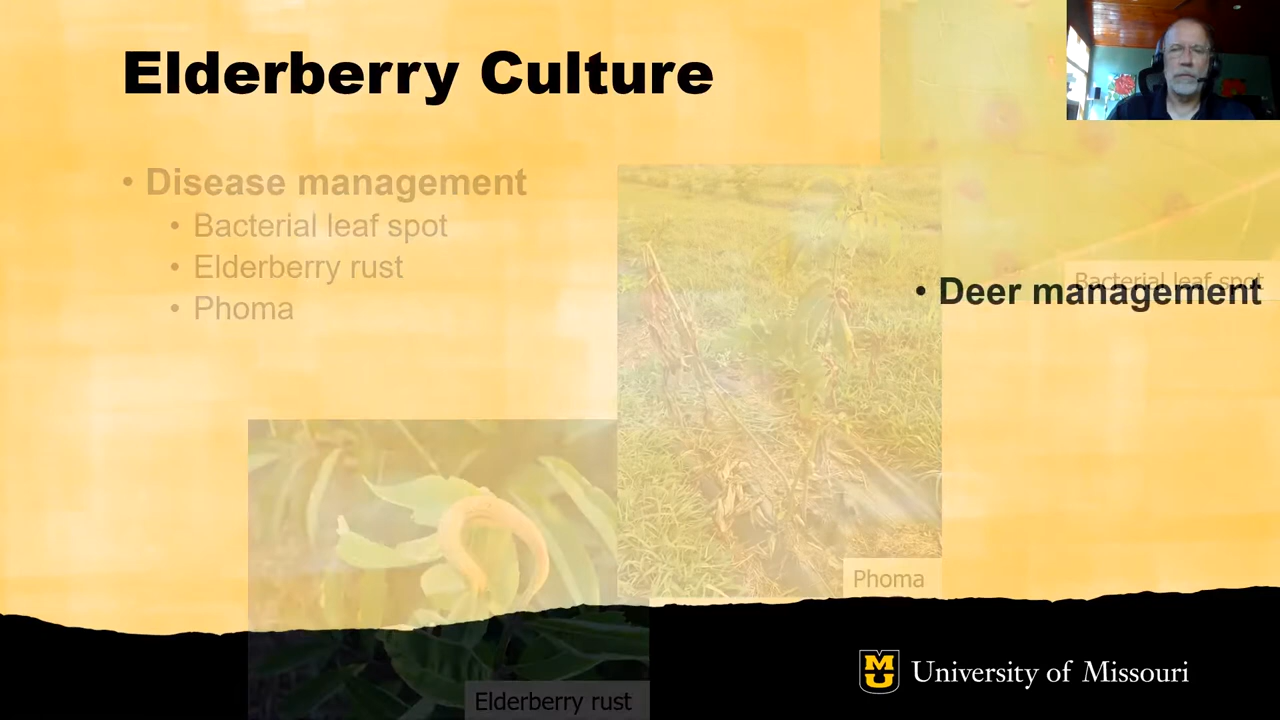 Elderberry Culture
• Disease management
• Bacterial leaf spot
• Elderberry rust
• Phoma
Bacterial leaf spot
• Deer management
Phoma
Elderberry rust
MU University of Missouri